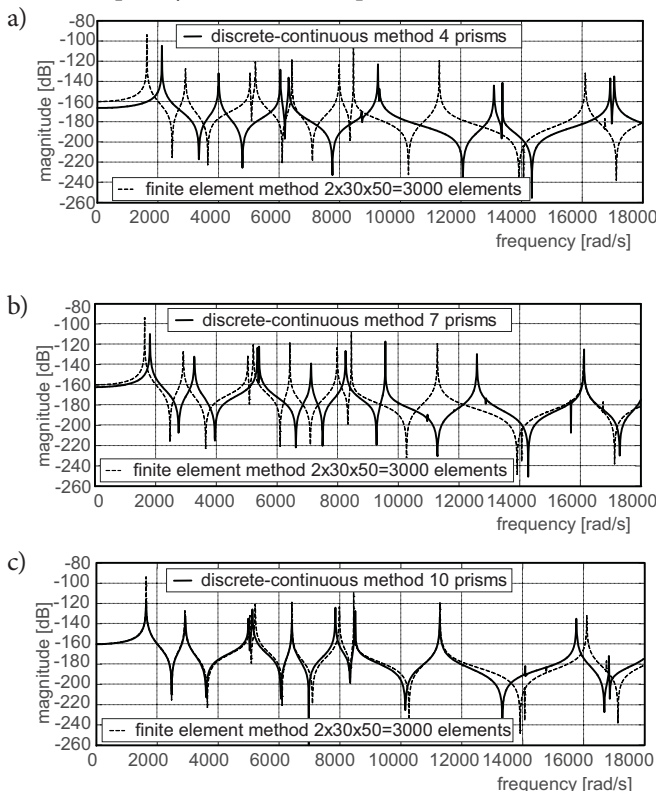 a)
-80
-100
-120
-140
-160
-180
-200
-220
-240
-260
magnitude [dB]
discrete-continuous method 4 prisms
finite element method 2x30x50=3000 elements
0 2000 4000 6000 8000 10000 12000 14000 16000 18000
frequency [rad/s]
b)
-80
-100
-120
-140
-160
-180
-200
-220
-240
-260
magnitude [dB]
discrete-continuous method 7 prisms
finite element method 2x30x50=3000 elements
0 2000 4000 6000 8000 10000 12000 14000 16000 18000
frequency [rad/s]
c)
-80
-100
-120
-140
-160
-180
-200
-220
-240
-260
magnitude [dB]
discrete-continuous method 10 prisms
finite element method 2x30x50=3000 elements
0 2000 4000 6000 8000 10000 12000 14000 16000 18000
frequency [rad/s]